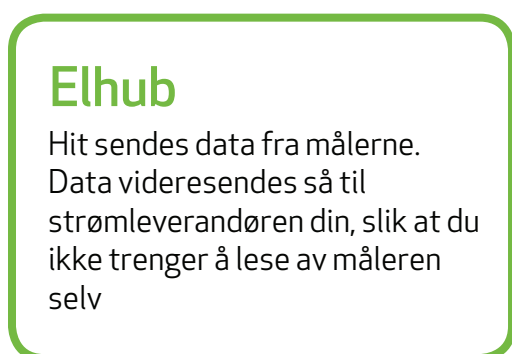 Elhub
Hit sendes data fra målerne.
Data videresendes så til
strømleverandøren din, slik at du
ikke trenger å lese av måleren
selv